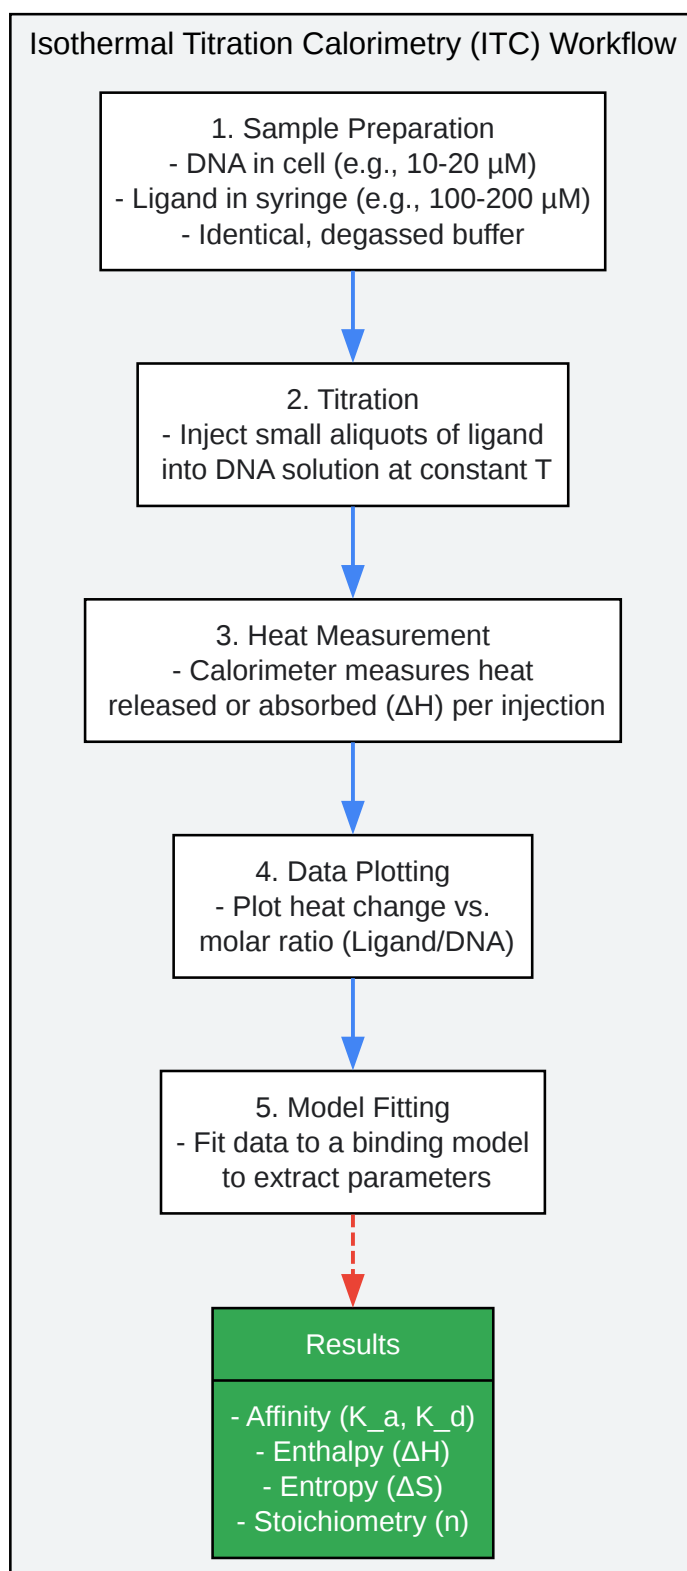 Isothermal Titration Calorimetry (ITC) Workflow
1. Sample Preparation
- DNA in cell (e.g., 10-20 µM)
- Ligand in syringe (e.g., 100-200 µM)
- Identical, degassed buffer
2. Titration
- Inject small aliquots of ligand
into DNA solution at constant T
3. Heat Measurement
- Calorimeter measures heat
released or absorbed (ΔH) per injection
4. Data Plotting
- Plot heat change vs.
molar ratio (Ligand/DNA)
5. Model Fitting
- Fit data to a binding model
to extract parameters
Results
- Affinity (K_a, K_d)
- Enthalpy (ΔH)
- Entropy (ΔS)
- Stoichiometry (n)